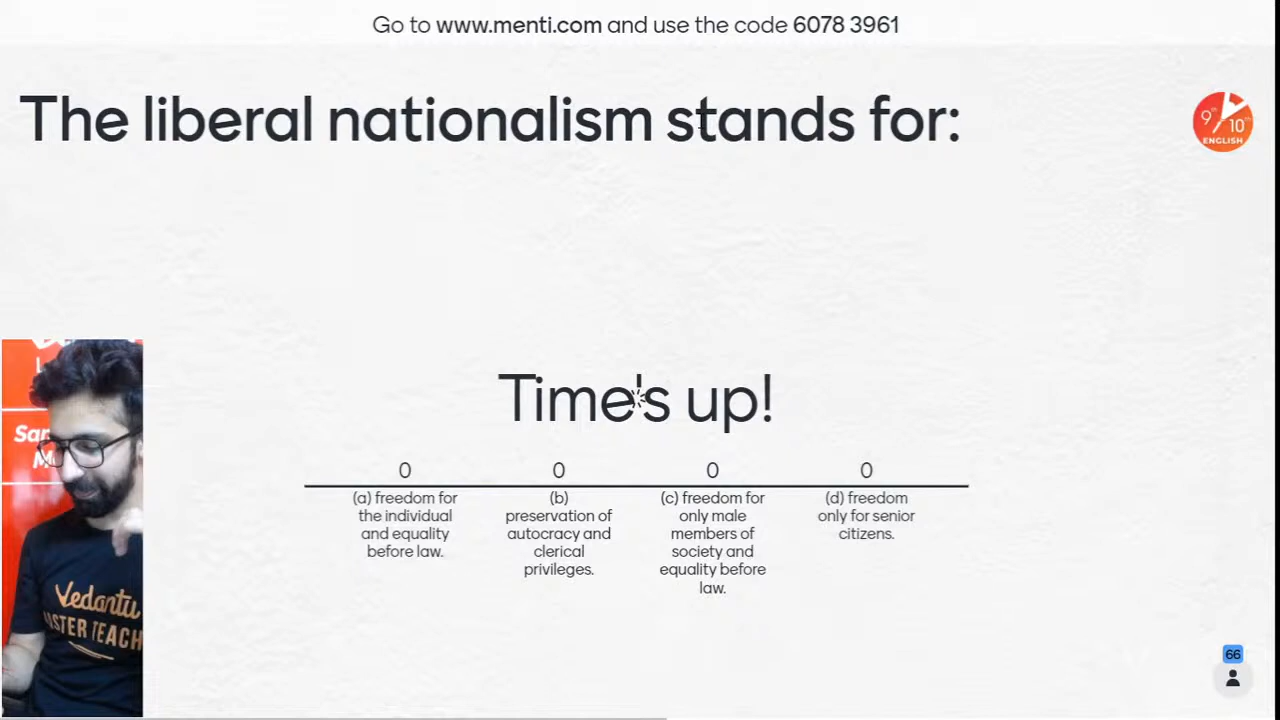 Go to www.menti.com and use the code 6078 3961
The liberal nationalism stands for:
9th 10th
ENGLISH
Time's up!
0 0 0 0
(a) freedom for
the individual
and equality
before law.
(b)
preservation of
autocracy and
clerical
privileges.
(c) freedom for
only male
members of
society and
equality before
law.
(d) freedom
only for senior
citizens.
Vedantu
66